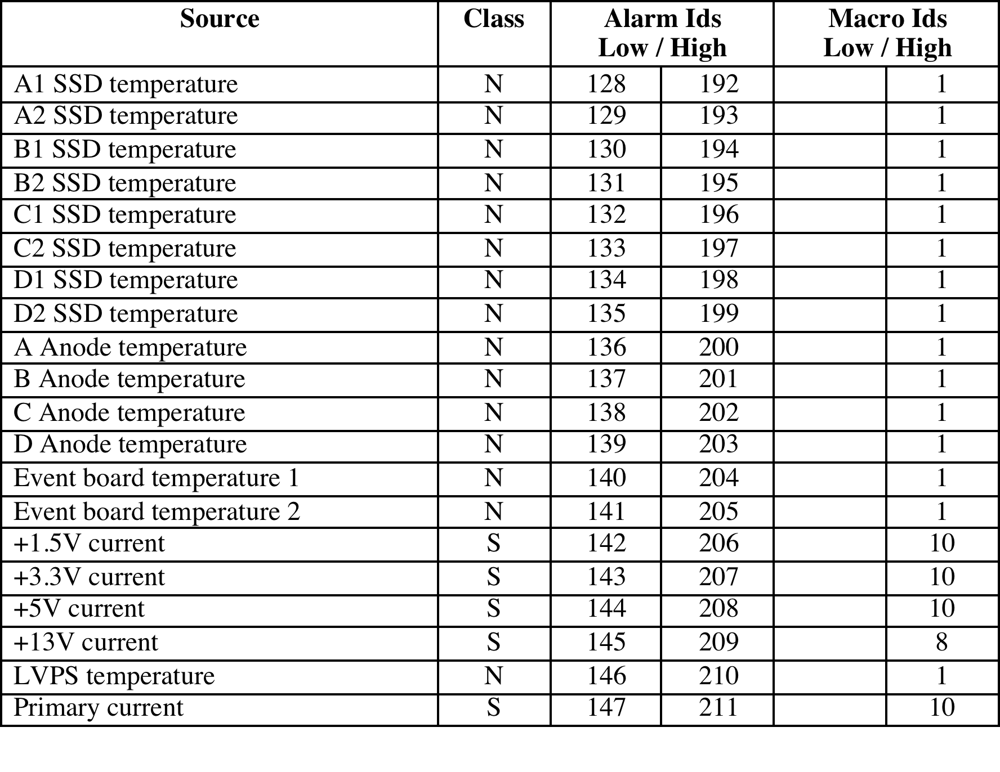 Source Class Alarm Ids Macro Ids
Low / High Low / High
A1 SSD temperature N 128 192 1
A2 SSD temperature N 129 193 1
B1 SSD temperature N 130 194 1
B2 SSD temperature N 131 195 1
C1 SSD temperature N 132 196 1
C2 SSD temperature N 133 197 1
D1 SSD temperature N 134 198 1
D2 SSD temperature N 135 199 1
A Anode temperature N 136 200 1
B Anode temperature N 137 201 1
C Anode temperature N 138 202 1
D Anode temperature N 139 203 1
Event board temperature 1 N 140 204 1
Event board temperature 2 N 141 205 1
+1.5V current S 142 206 10
+3.3V current S 143 207 10
+5V current S 144 208 10
+13V current S 145 209 8
LVPS temperature N 146 210 1
Primary current S 147 211 10